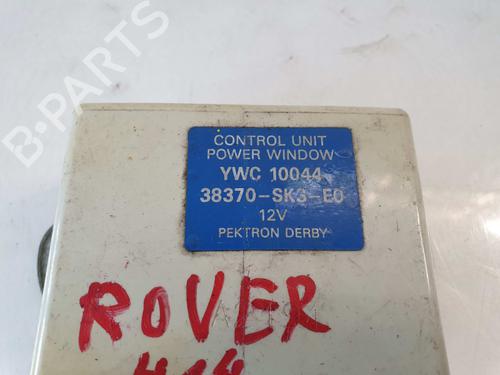 B-PARTS
CONTROL UNIT
POWER WINDOW
YWC 10044
38370-SK3-E0
12V
PEKTRON DERBY
ROVER